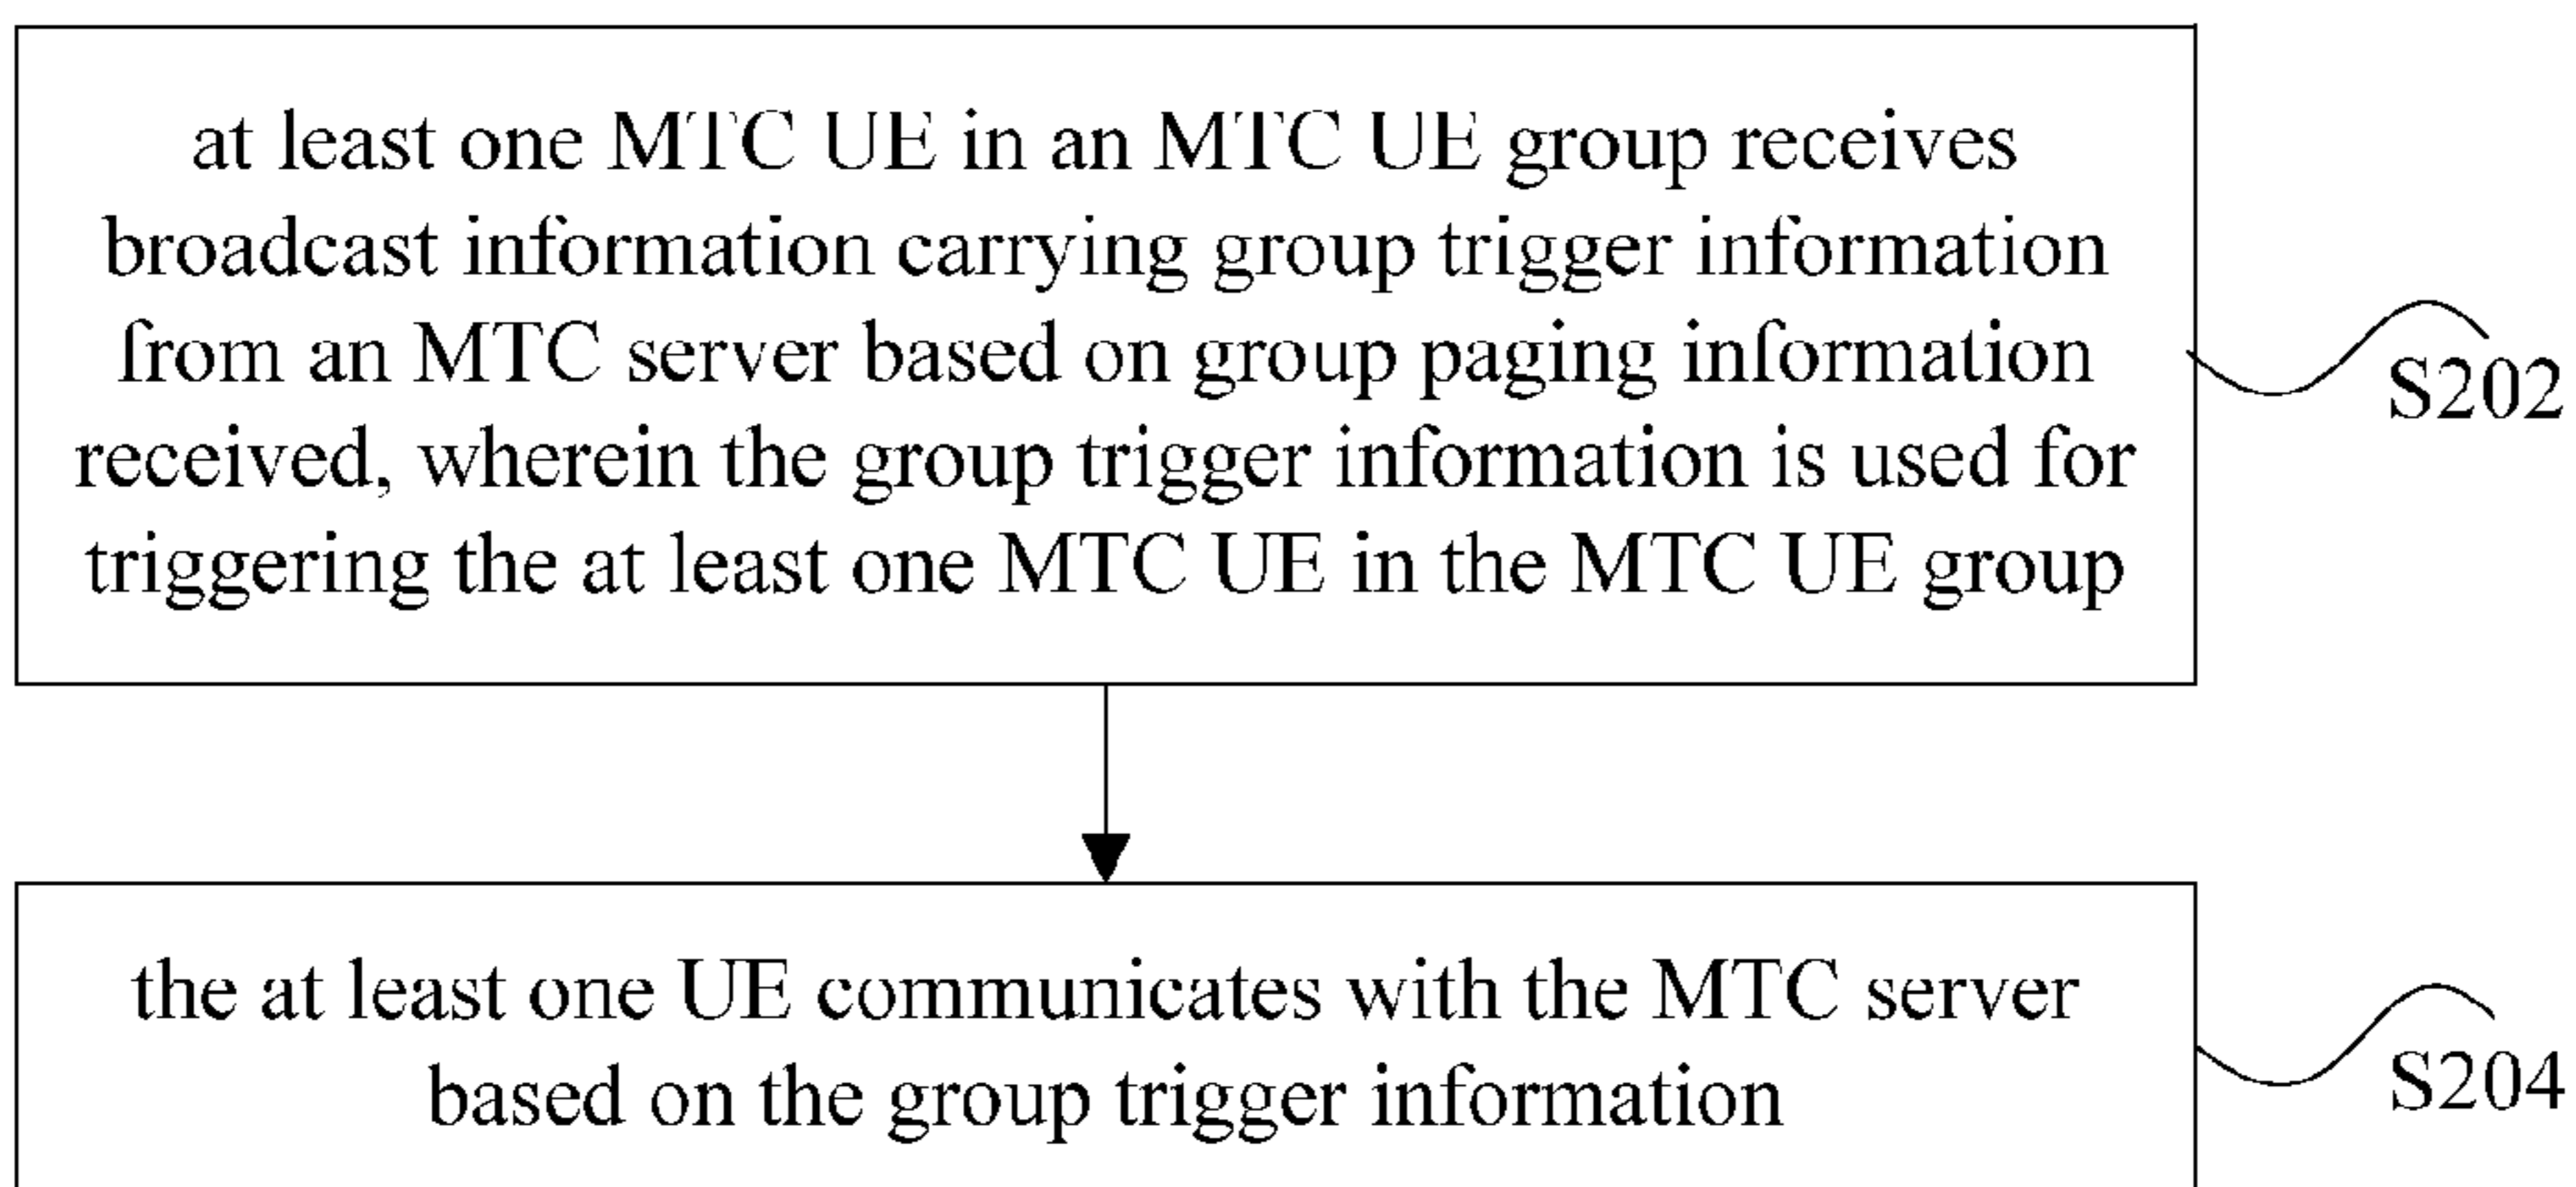 at least one MTC UE in an MTC UE group receives
broadcast information carrying group trigger information
from an MTC server based on group paging information
received, wherein the group trigger information is used for
triggering the at least one MTC UE in the MTC UE group
S202
the at least one UE communicates with the MTC server
based on the group trigger information
S204